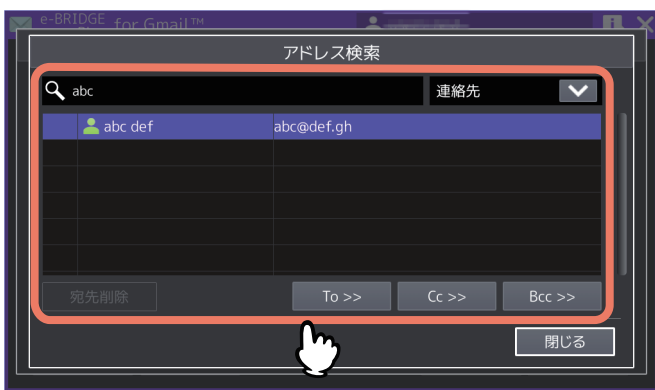 e-BRIDGE
for Gmail™
アドレス検索
abc
連絡先
abc def abc@def.gh
宛先削除 To >> Cc >> Bcc >>
閉じる